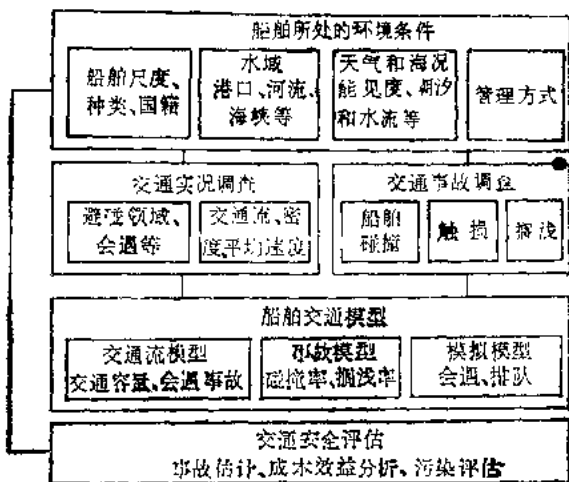 船舶所处的环境条件
船舶尺度、
种类、国籍
水域
港口、河流、
海峡等
天气和海况
能见度、潮汐
和水流等
管理方式
交通实况调查
避碰领域、
会遇等
交通流、密
度平均速度
交通事故调查
船舶
碰撞
触损
搁浅
船舶交通模型
交通流模型
交通容量、会遇事故
事故模型
碰撞率、搁浅率
模拟模型
会遇、排队
交通安全评估
事故估计、成本效益分析、污染评估